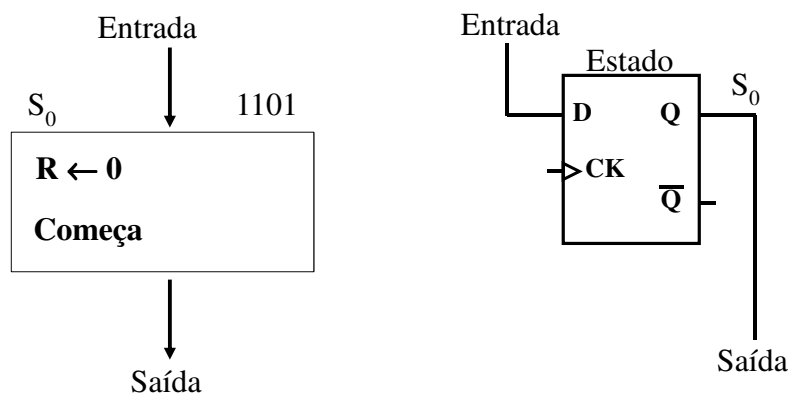 Entrada
S₀ 1101
R ← 0
Começa
Saída
Entrada
Estado
S₀
D Q
CK
Q̅
Saída